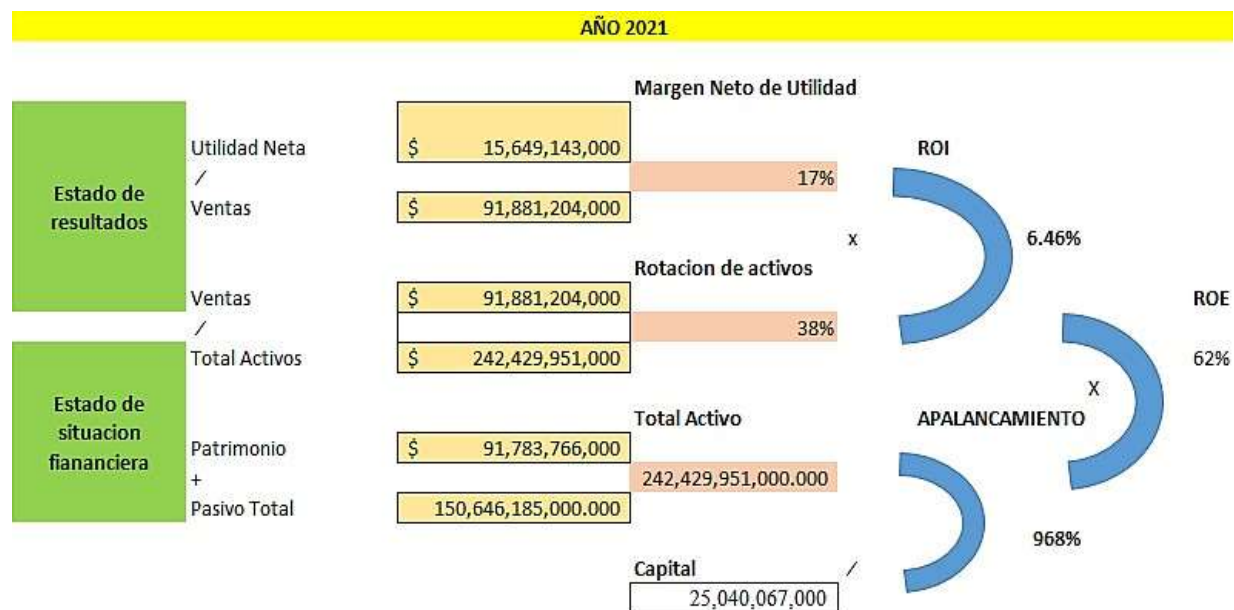 AÑO 2021
Margen Neto de Utilidad
Utilidad Neta $ 15,649,143,000 ROI
/ 17%
Estado de resultados
Ventas $ 91,881,204,000
x 6.46%
Rotacion de activos
Ventas $ 91,881,204,000 ROE
/ 38%
Total Activos $ 242,429,951,000 62%
Estado de situacion fiananciera
X
Total Activo APALANCAMIENTO
Patrimonio $ 91,783,766,000
+ 242,429,951,000.000
Pasivo Total 150,646,185,000.000
968%
Capital /
25,040,067,000